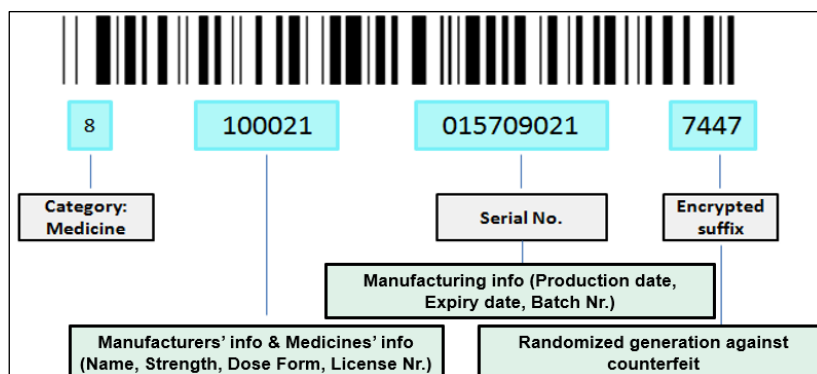 8 100021 015709021 7447
Category:
Medicine
Serial No.
Encrypted
suffix
Manufacturing info (Production date,
Expiry date, Batch Nr.)
Manufacturers’ info & Medicines’ info
(Name, Strength, Dose Form, License Nr.)
Randomized generation against
counterfeit